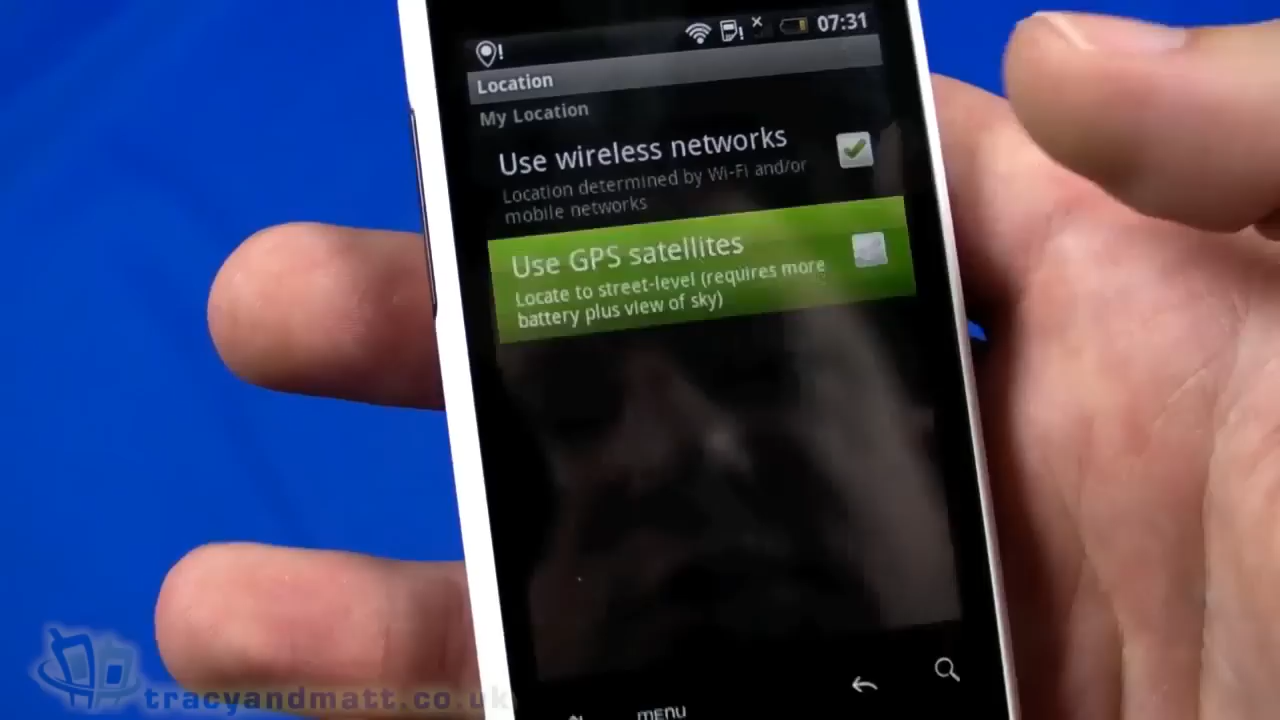 07:31
Location
My Location
Use wireless networks
Location determined by Wi-Fi and/or
mobile networks
Use GPS satellites
Locate to street-level (requires more
battery plus view of sky)
MENU
tracyandmatt.co.uk